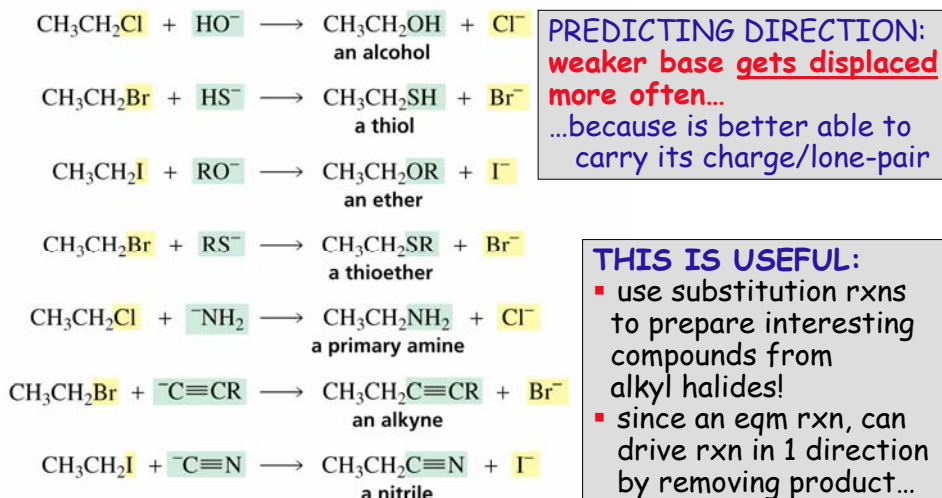 CH₃CH₂Cl + HO⁻ ⟶ CH₃CH₂OH + Cl⁻
an alcohol
CH₃CH₂Br + HS⁻ ⟶ CH₃CH₂SH + Br⁻
a thiol
CH₃CH₂I + RO⁻ ⟶ CH₃CH₂OR + I⁻
an ether
CH₃CH₂Br + RS⁻ ⟶ CH₃CH₂SR + Br⁻
a thioether
CH₃CH₂Cl + ⁻NH₂ ⟶ CH₃CH₂NH₂ + Cl⁻
a primary amine
CH₃CH₂Br + ⁻C≡CR ⟶ CH₃CH₂C≡CR + Br⁻
an alkyne
CH₃CH₂I + ⁻C≡N ⟶ CH₃CH₂C≡N + I⁻
a nitrile
PREDICTING DIRECTION:
weaker base gets displaced
more often…
…because is better able to
carry its charge/lone-pair
THIS IS USEFUL:
▪ use substitution rxns
to prepare interesting
compounds from
alkyl halides!
▪ since an eqm rxn, can
drive rxn in 1 direction
by removing product…